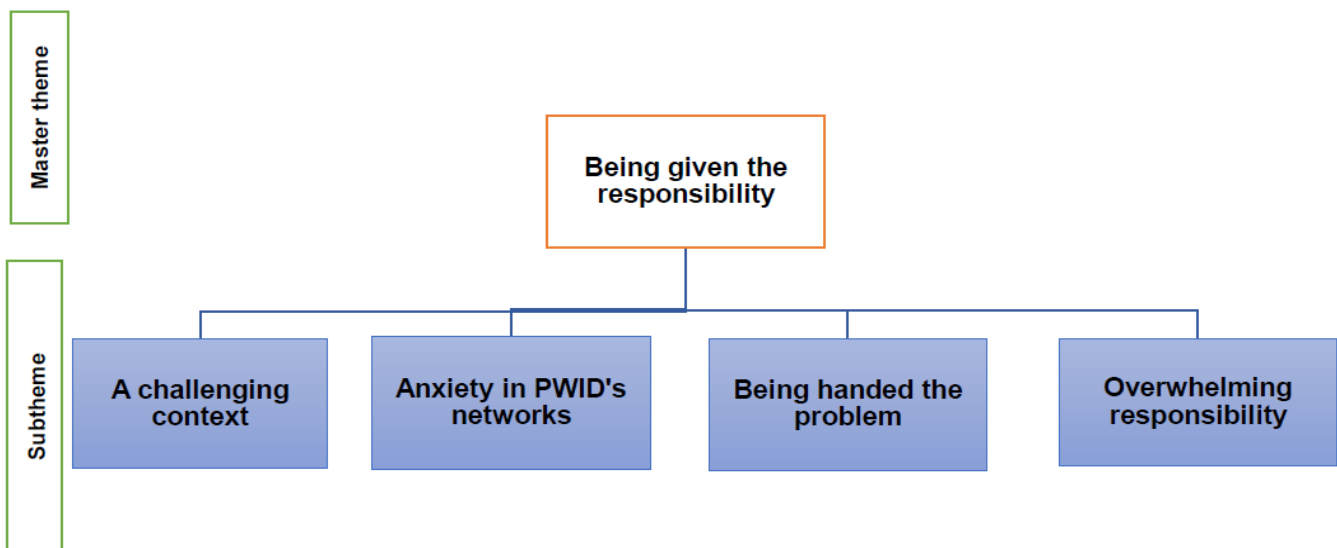 Master theme
Being given the
responsibility
Subtheme
A challenging
context
Anxiety in PWID's
networks
Being handed the
problem
Overwhelming
responsibility